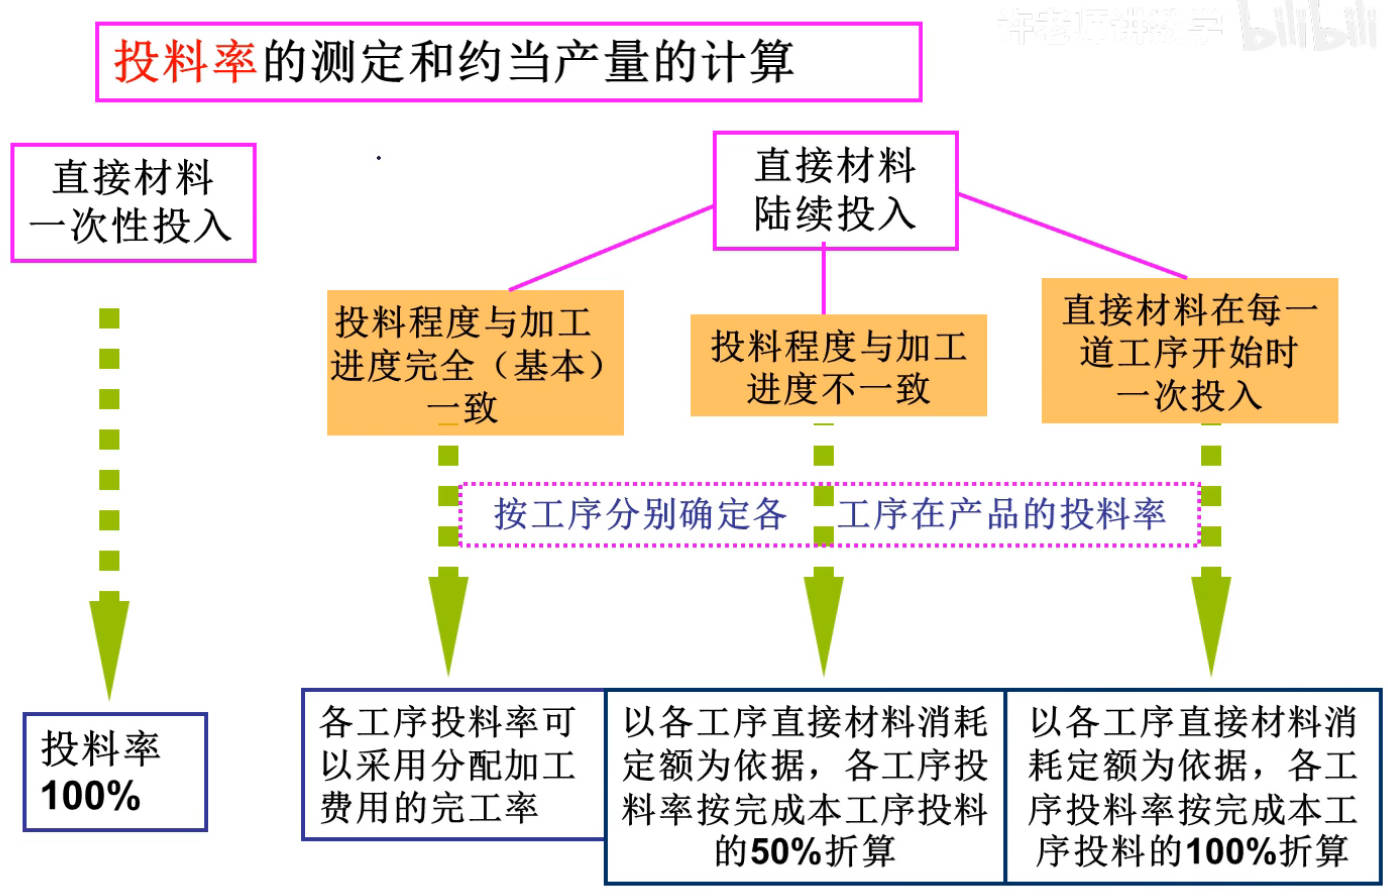 许老师讲数学 bilibili
投料率的测定和约当产量的计算
直接材料
一次性投入
直接材料
陆续投入
投料程度与加工
进度完全（基本）
一致
投料程度与加工
进度不一致
直接材料在每一
道工序开始时
一次投入
按工序分别确定各 工序在产品的投料率
投料率
100%
各工序投料率可
以采用分配加工
费用的完工率
以各工序直接材料消耗
定额为依据，各工序投
料率按完成本工序投料
的50%折算
以各工序直接材料消
耗定额为依据，各工
序投料率按完成本工
序投料的100%折算